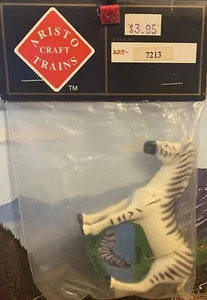 $3.95
ARISTO
CRAFT
TRAINS
TM
ART-
7213